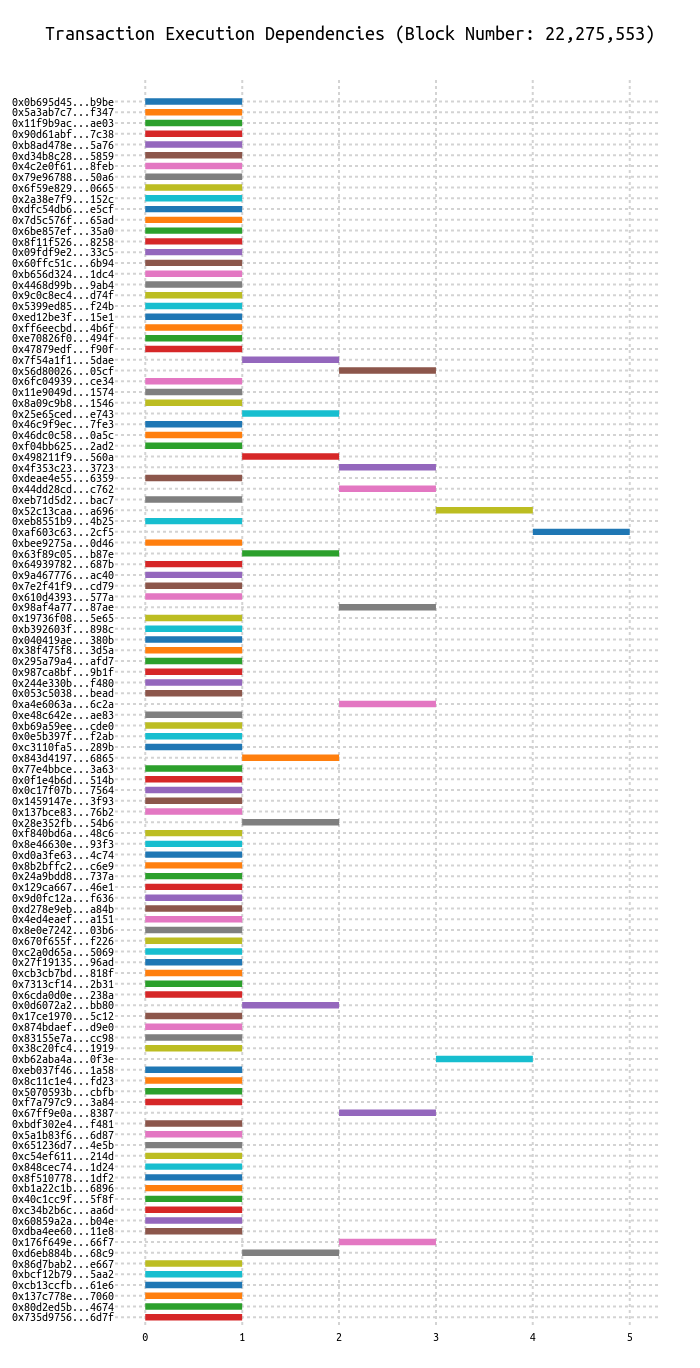 Transaction Execution Dependencies (Block Number: 22,275,553)
0x0b695d45...b9be
0x5a3ab7c7...f347
0x11f9b9ac...ae03
0x90d61abf...7c38
0xb8ad478e...5a76
0xd34b8c28...5859
0x4c2e0f61...8feb
0x79e96788...50a6
0x6f59e829...0665
0x2a38e7f9...152c
0xdfc54db6...e5cf
0x7d5c576f...65ad
0x6be857ef...35a0
0x8f11f526...8258
0x09fdf9e2...33c5
0x60ffc51c...6b94
0xb656d324...1dc4
0x4468d99b...9ab4
0x9c0c8ec4...d74f
0x5399ed85...f24b
0xed12be3f...15e1
0xff6eecbd...4b6f
0xe70826f0...494f
0x47879edf...f90f
0x7f54a1f1...5dae
0x56d80026...05cf
0x6fc04939...ce34
0x11e9049d...1574
0x8a09c9b8...1546
0x25e65ced...e743
0x46c9f9ec...7fe3
0x46dc0c58...0a5c
0xf04bb625...2ad2
0x498211f9...560a
0x4f353c23...3723
0xdeae4e55...6359
0x44dd28cd...c762
0xeb71d5d2...bac7
0x52c13caa...a696
0xeb8551b9...4b25
0xaf603c63...2cf5
0xbee9275a...0d46
0x63f89c05...b87e
0x64939782...687b
0x9a467776...ac40
0x7e2f41f9...cd79
0x610d4393...577a
0x98af4a77...87ae
0x19736f08...5e65
0xb392603f...898c
0x040419ae...380b
0x38f475f8...3d5a
0x295a79a4...afd7
0x987ca8bf...9b1f
0x244e330b...f480
0x053c5038...bead
0xa4e6063a...6c2a
0xe48c642e...ae83
0xb69a59ee...cde0
0x0e5b397f...f2ab
0xc3110fa5...289b
0x843d4197...6865
0x77e4bbce...3a63
0x0f1e4b6d...514b
0x0c17f07b...7564
0x1459147e...3f93
0x137bce83...76b2
0x28e352fb...54b6
0xf840bd6a...48c6
0x8e46630e...93f3
0xd0a3fe63...4c74
0x8b2bffc2...c6e9
0x24a9bdd8...737a
0x129ca667...46e1
0x9d0fc12a...f636
0xd278e9eb...a84b
0x4ed4eaef...a151
0x8e0e7242...03b6
0x670f655f...f226
0xc2a0d65a...5069
0x27f19135...96ad
0xcb3cb7bd...818f
0x7313cf14...2b31
0x6cda0d0e...238a
0x0d6072a2...bb80
0x17ce1970...5c12
0x874bdaef...d9e0
0x83155e7a...cc98
0x38c20fc4...1919
0xb62aba4a...0f3e
0xeb037f46...1a58
0x8c11c1e4...fd23
0x5070593b...cbfb
0xf7a797c9...3a84
0x67ff9e0a...8387
0xbdf302e4...f481
0x5a1b83f6...6d87
0x651236d7...4e5b
0xc54ef611...214d
0x848cec74...1d24
0x8f510778...1df2
0xb1a22c1b...6896
0x40c1cc9f...5f8f
0xc34b2b6c...aa6d
0x60859a2a...b04e
0xdba4ee60...11e8
0x176f649e...66f7
0xd6eb884b...68c9
0x86d7bab2...e667
0xbcf12b79...5aa2
0xcb13ccfb...61e6
0x137c778e...7060
0x80d2ed5b...4674
0x735d9756...6d7f
0 1 2 3 4 5